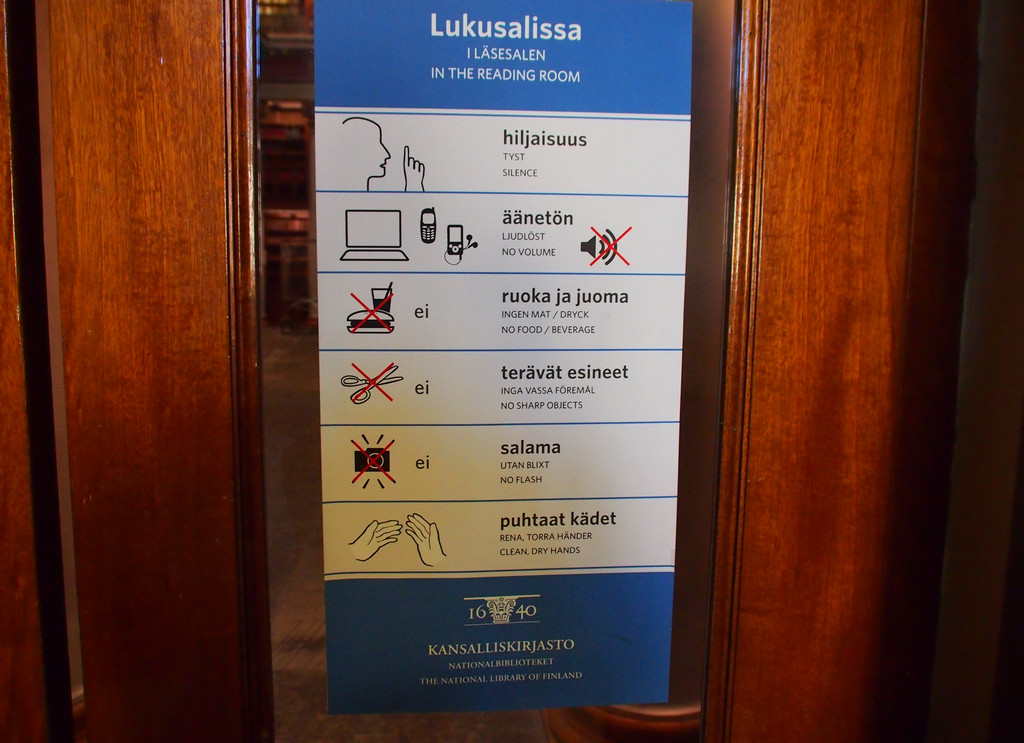 Lukusalissa
I LÄSESALEN
IN THE READING ROOM
hiljaisuus
TYST
SILENCE
äänetön
LJUDLÖST
NO VOLUME
ei
ruoka ja juoma
INGEN MAT / DRYCK
NO FOOD / BEVERAGE
ei
terävät esineet
INGA VASSA FÖREMÅL
NO SHARP OBJECTS
ei
salama
UTAN BLIXT
NO FLASH
puhtaat kädet
RENA, TORRA HÄNDER
CLEAN, DRY HANDS
16 40
KANSALLISKIRJASTO
NATIONALBIBLIOTEKET
THE NATIONAL LIBRARY OF FINLAND